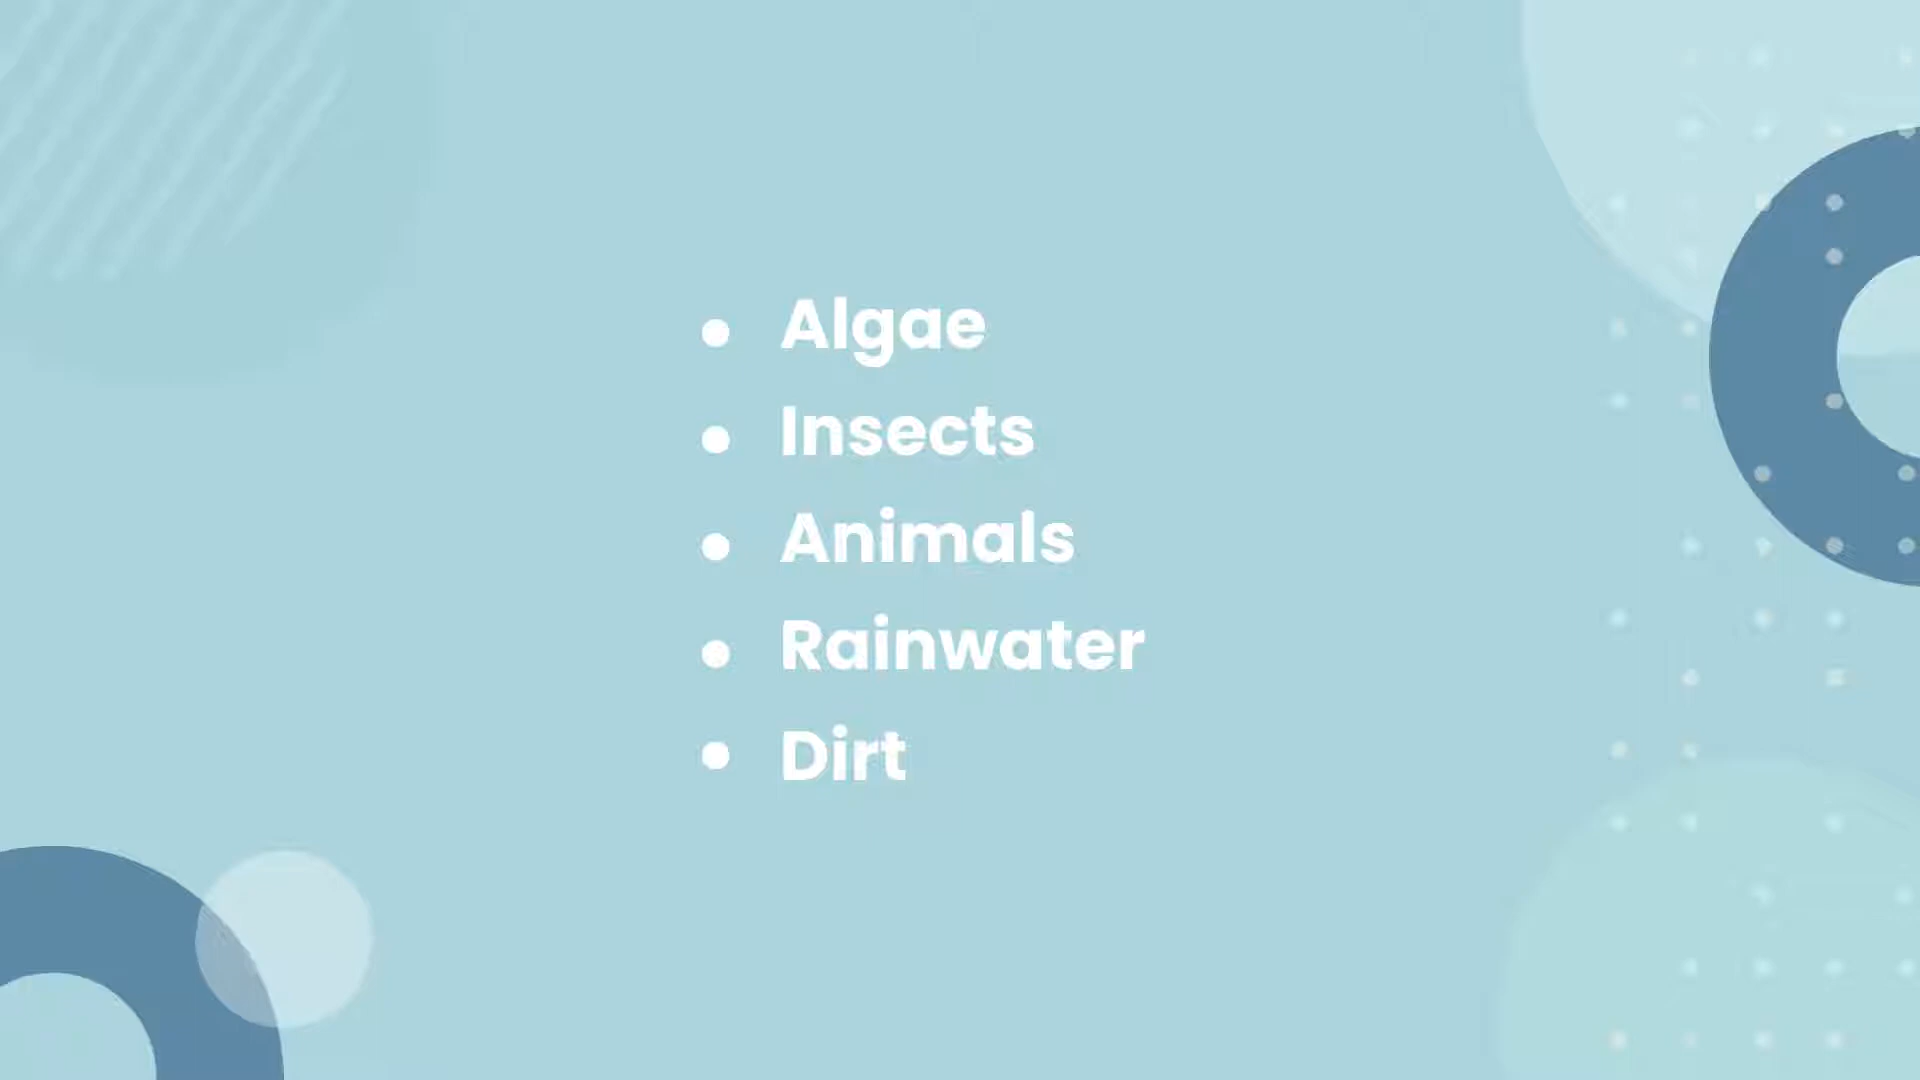 • Algae
• Insects
• Animals
• Rainwater
• Dirt